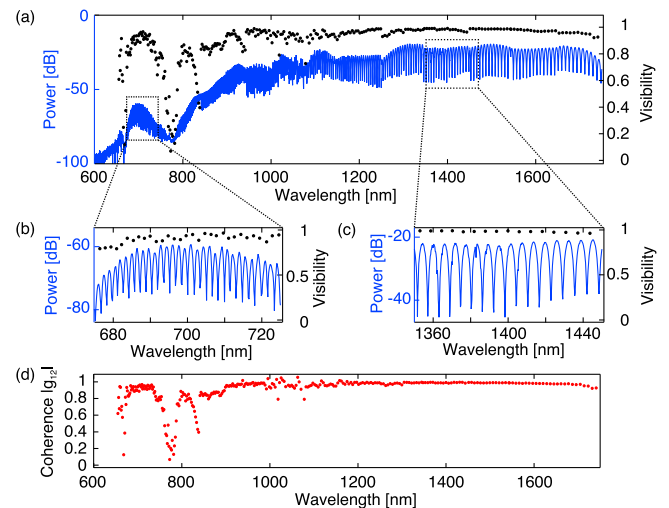 (a)
0
-50
-100
Power [dB]
1
0.8
0.6
0.4
0.2
0
Visibility
600 800 1000 1200 1400 1600
Wavelength [nm]
(b)
-60
-80
Power [dB]
1
0.5
0
Visibility
680 700 720
Wavelength [nm]
(c)
-20
-40
Power [dB]
1
0.5
0
Visibility
1360 1400 1440
Wavelength [nm]
(d)
1
0.8
0.6
0.4
0.2
0
Coherence |g12|
600 800 1000 1200 1400 1600
Wavelength [nm]